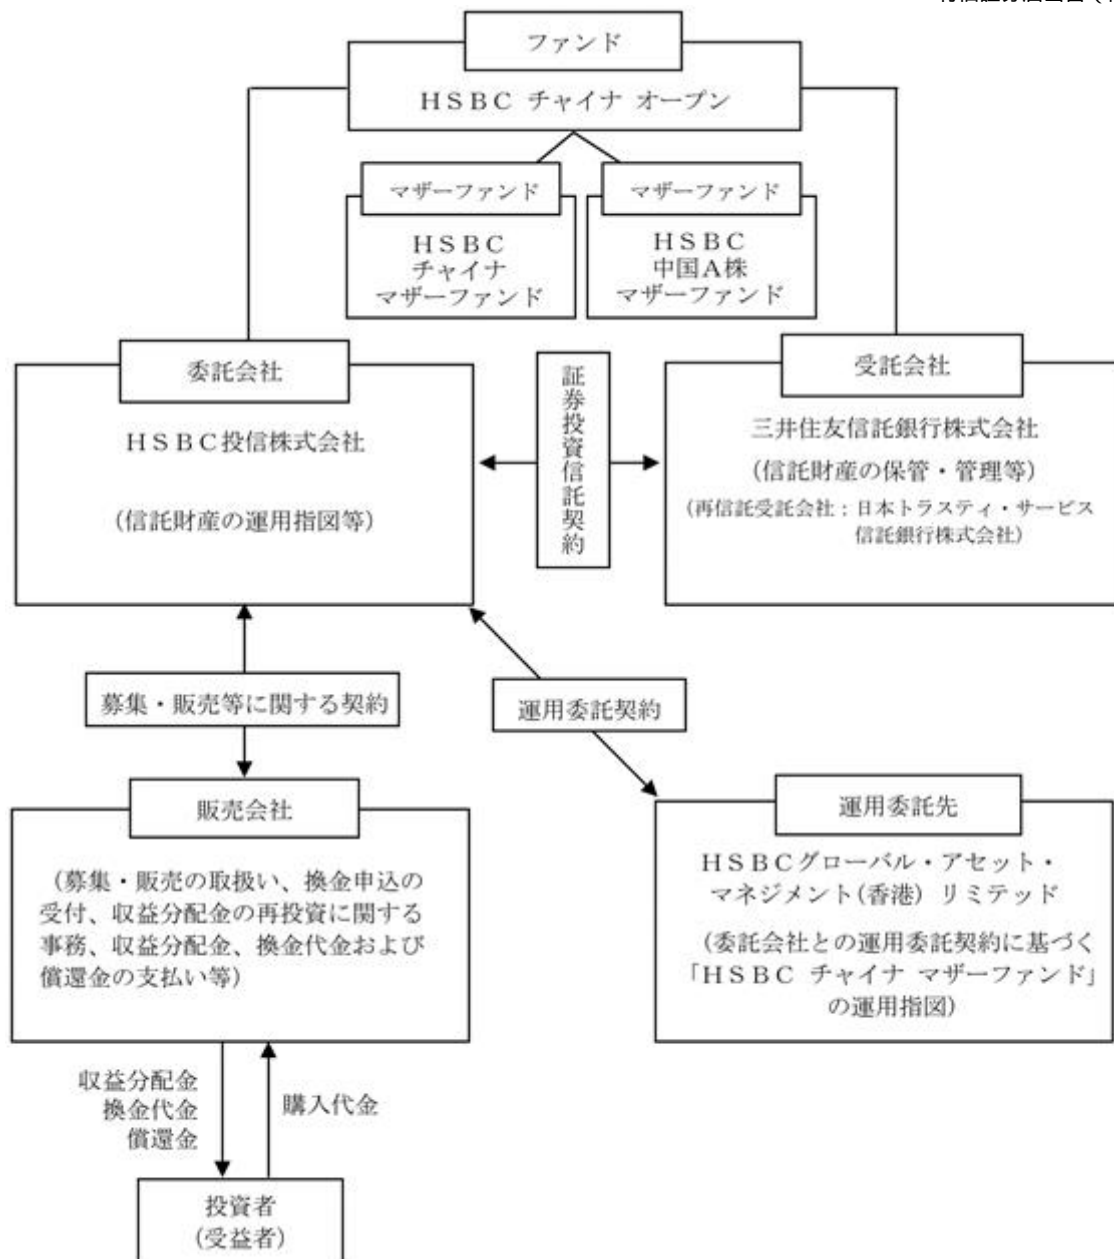 ファンド
ＨＳＢＣ チャイナ オープン
マザーファンド
ＨＳＢＣ
チャイナ
マザーファンド
マザーファンド
ＨＳＢＣ
中国Ａ株
マザーファンド
委託会社
ＨＳＢＣ投信株式会社
（信託財産の運用指図等）
証券投資信託契約
受託会社
三井住友信託銀行株式会社
（信託財産の保管・管理等）
（再信託受託会社：日本トラスティ・サービス
信託銀行株式会社）
募集・販売等に関する契約
運用委託契約
販売会社
（募集・販売の取扱い、換金申込の
受付、収益分配金の再投資に関する
事務、収益分配金、換金代金および
償還金の支払い等）
運用委託先
ＨＳＢＣグローバル・アセット・
マネジメント(香港) リミテッド
（委託会社との運用委託契約に基づく
「ＨＳＢＣ チャイナ マザーファンド」
の運用指図）
収益分配金
換金代金
償還金
購入代金
投資者
（受益者）